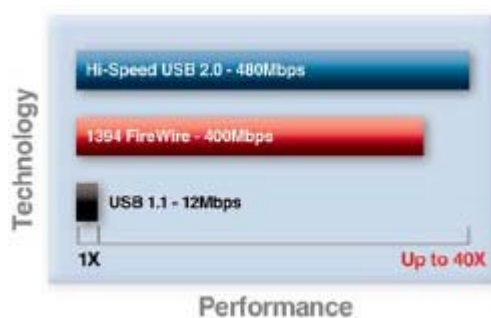 Technology
Hi-Speed USB 2.0 - 480Mbps
1394 FireWire - 400Mbps
USB 1.1 - 12Mbps
1X
Up to 40X
Performance